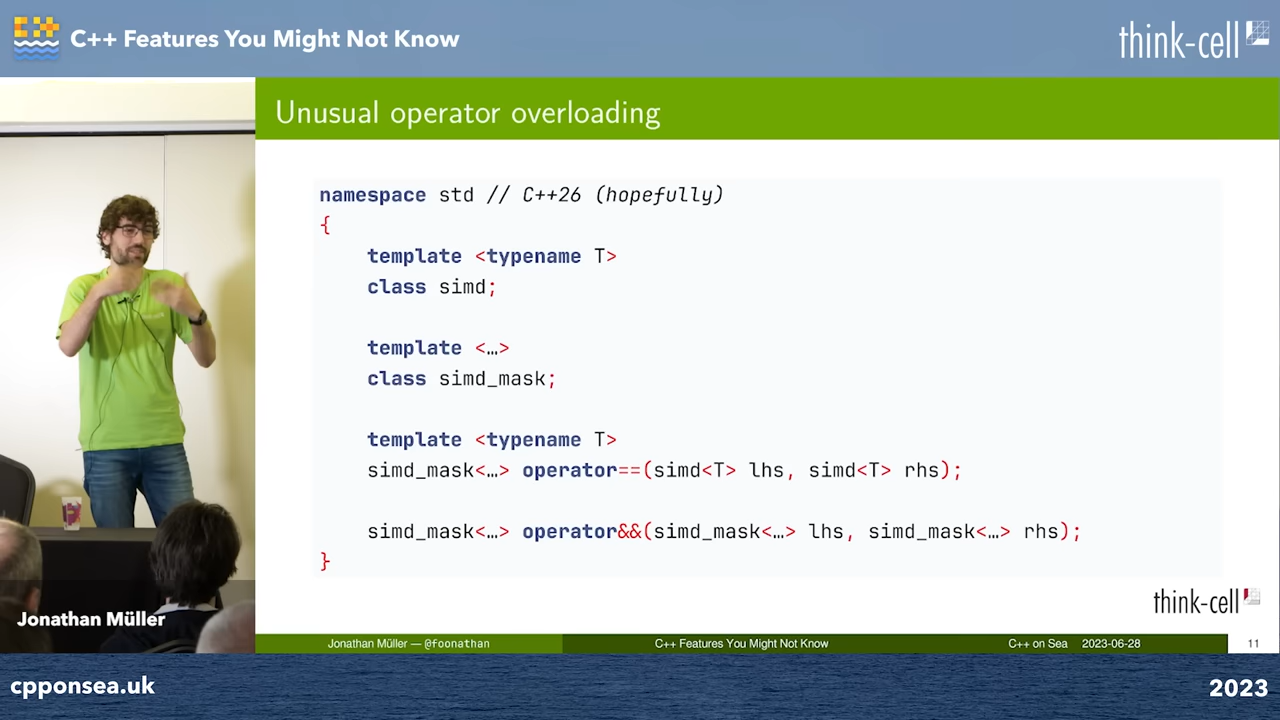 C++ Features You Might Not Know
think-cell
Unusual operator overloading
namespace std // C++26 (hopefully)
{
template <typename T>
class simd;
template <…>
class simd_mask;
template <typename T>
simd_mask<…> operator==(simd<T> lhs, simd<T> rhs);
simd_mask<…> operator&&(simd_mask<…> lhs, simd_mask<…> rhs);
}
think-cell
Jonathan Müller
Jonathan Müller — @foonathan C++ Features You Might Not Know C++ on Sea 2023-06-28 11
cpponsea.uk
2023